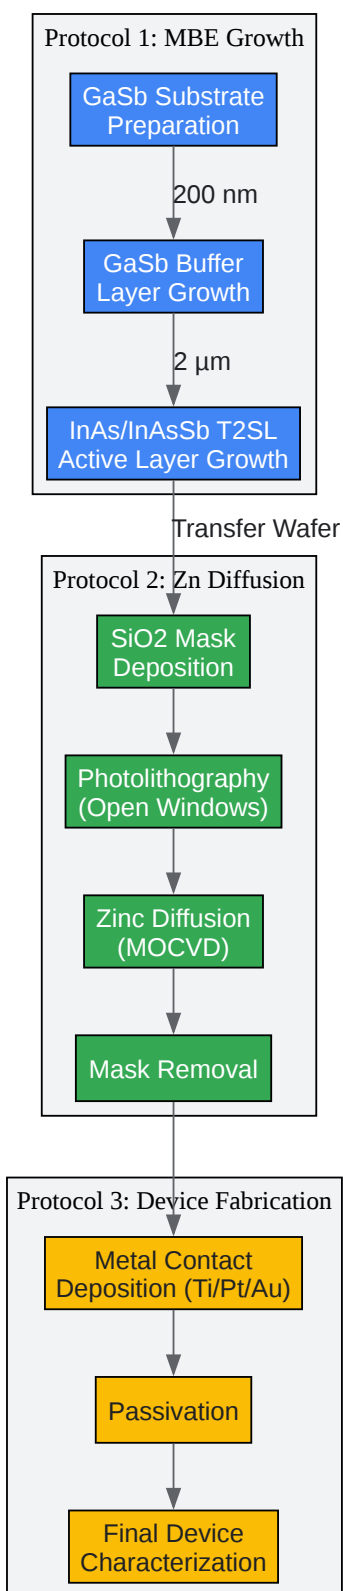 Protocol 1: MBE Growth
GaSb Substrate
Preparation
200 nm
GaSb Buffer
Layer Growth
2 µm
InAs/InAsSb T2SL
Active Layer Growth
Transfer Wafer
Protocol 2: Zn Diffusion
SiO2 Mask
Deposition
Photolithography
(Open Windows)
Zinc Diffusion
(MOCVD)
Mask Removal
Protocol 3: Device Fabrication
Metal Contact
Deposition (Ti/Pt/Au)
Passivation
Final Device
Characterization